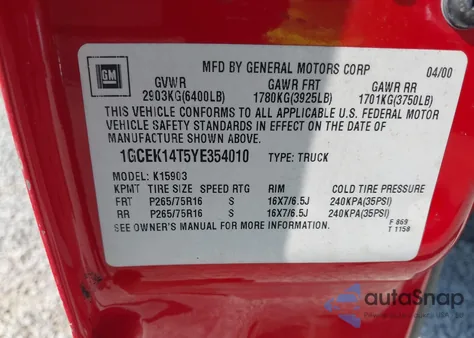 GM
MFD BY GENERAL MOTORS CORP 04/00
GVWR GAWR FRT GAWR RR
2903KG(6400LB) 1780KG(3925LB) 1701KG(3750LB)
THIS VEHICLE CONFORMS TO ALL APPLICABLE U.S. FEDERAL MOTOR
VEHICLE SAFETY STANDARDS IN EFFECT ON THE DATE OF
MANUFACTURE SHOWN ABOVE.
1GCEK14T5YE354010 TYPE: TRUCK
MODEL: K15903
KPMT TIRE SIZE SPEED RTG RIM COLD TIRE PRESSURE
FRT P265/75R16 S 16X7/6.5J 240KPA(35PSI)
RR P265/75R16 S 16X7/6.5J 240KPA(35PSI)
SEE OWNER'S MANUAL FOR MORE INFORMATION.
F 869
T 1158
autoSnap